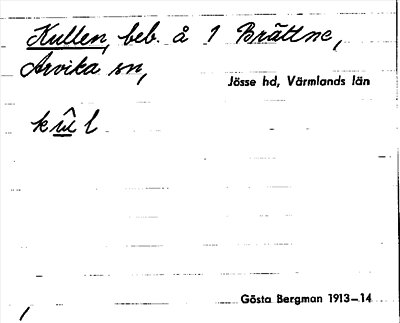 Kullen, beb. å 1 Brättne,
Arvika sn,
Jösse hd, Värmlands län
kûl
Gösta Bergman 1913-14